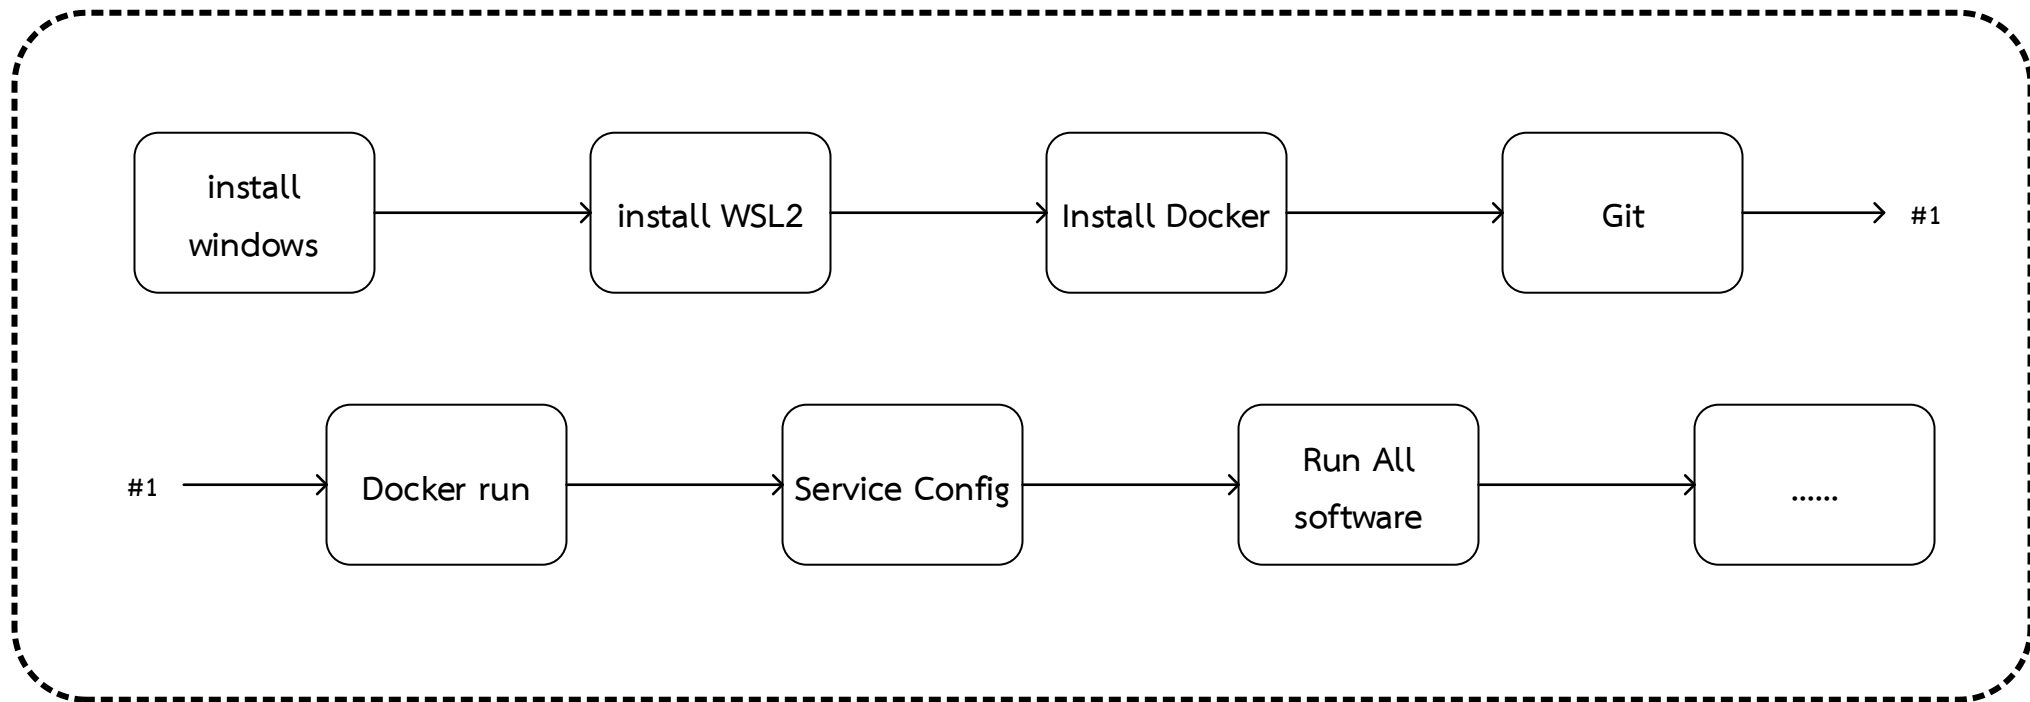 install
windows
install WSL2
Install Docker
Git
#1
#1
Docker run
Service Config
Run All
software
......